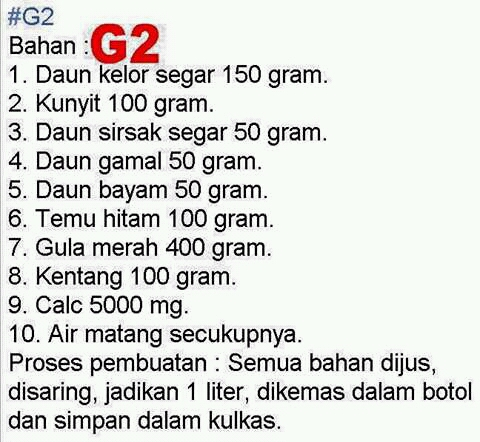 #G2
Bahan : G2
1. Daun kelor segar 150 gram.
2. Kunyit 100 gram.
3. Daun sirsak segar 50 gram.
4. Daun gamal 50 gram.
5. Daun bayam 50 gram.
6. Temu hitam 100 gram.
7. Gula merah 400 gram.
8. Kentang 100 gram.
9. Calc 5000 mg.
10. Air matang secukupnya.
Proses pembuatan : Semua bahan dijus,
disaring, jadikan 1 liter, dikemas dalam botol
dan simpan dalam kulkas.